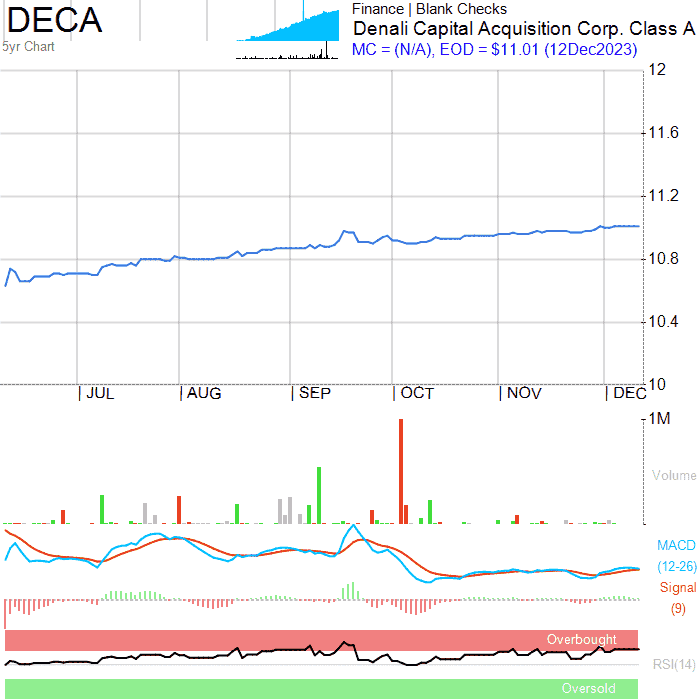 DECA
5yr Chart
Finance | Blank Checks
Denali Capital Acquisition Corp. Class A
MC = (N/A), EOD = $11.01 (12Dec2023)
12
11.6
11.2
10.8
10.4
10
| JUL | AUG | SEP | OCT | NOV | DEC
1M
Volume
MACD
(12-26)
Signal
(9)
Overbought
RSI(14)
Oversold